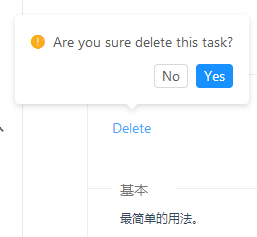 Are you sure delete this task?
No Yes
Delete
基本
最简单的用法。